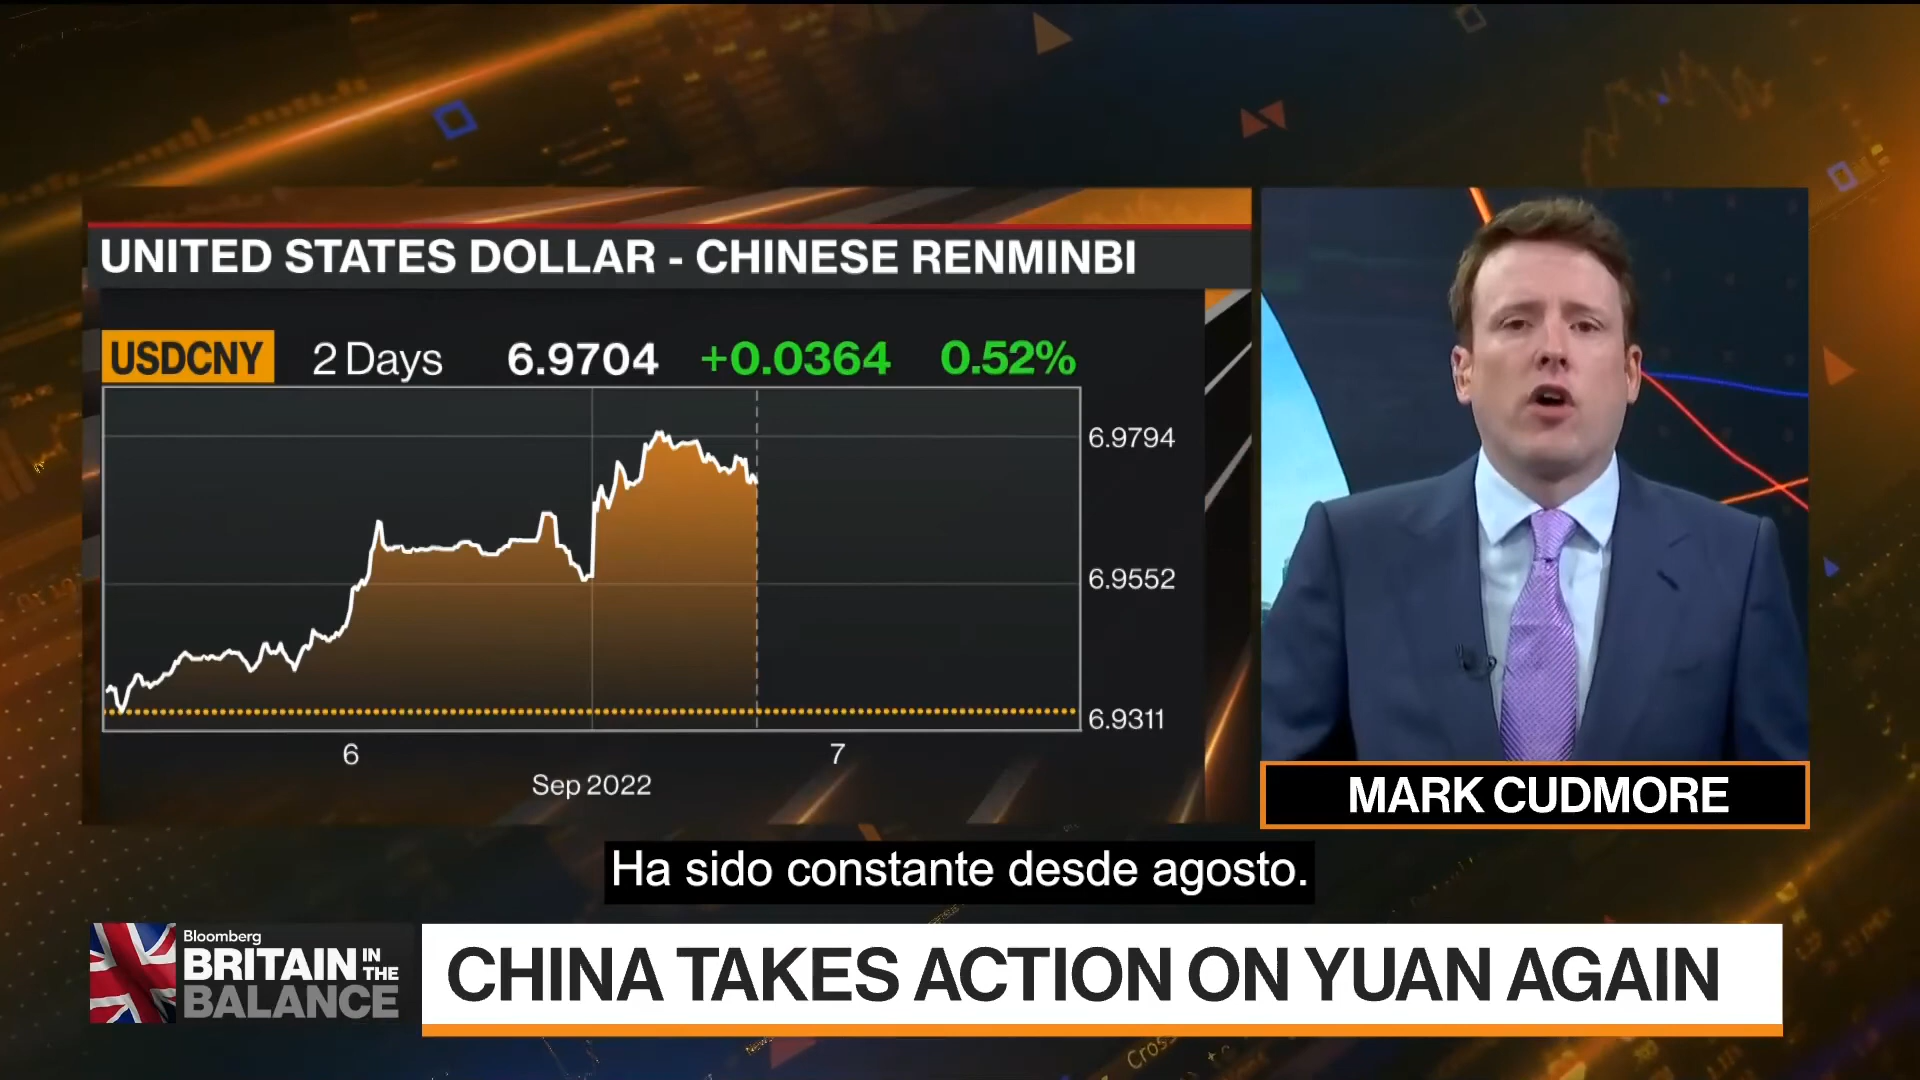 UNITED STATES DOLLAR - CHINESE RENMINBI
USDCNY 2 Days 6.9704 +0.0364 0.52%
6.9794
6.9552
6.9311
6 7
Sep 2022
MARK CUDMORE
Ha sido constante desde agosto.
Bloomberg
BRITAIN IN THE
BALANCE
CHINA TAKES ACTION ON YUAN AGAIN